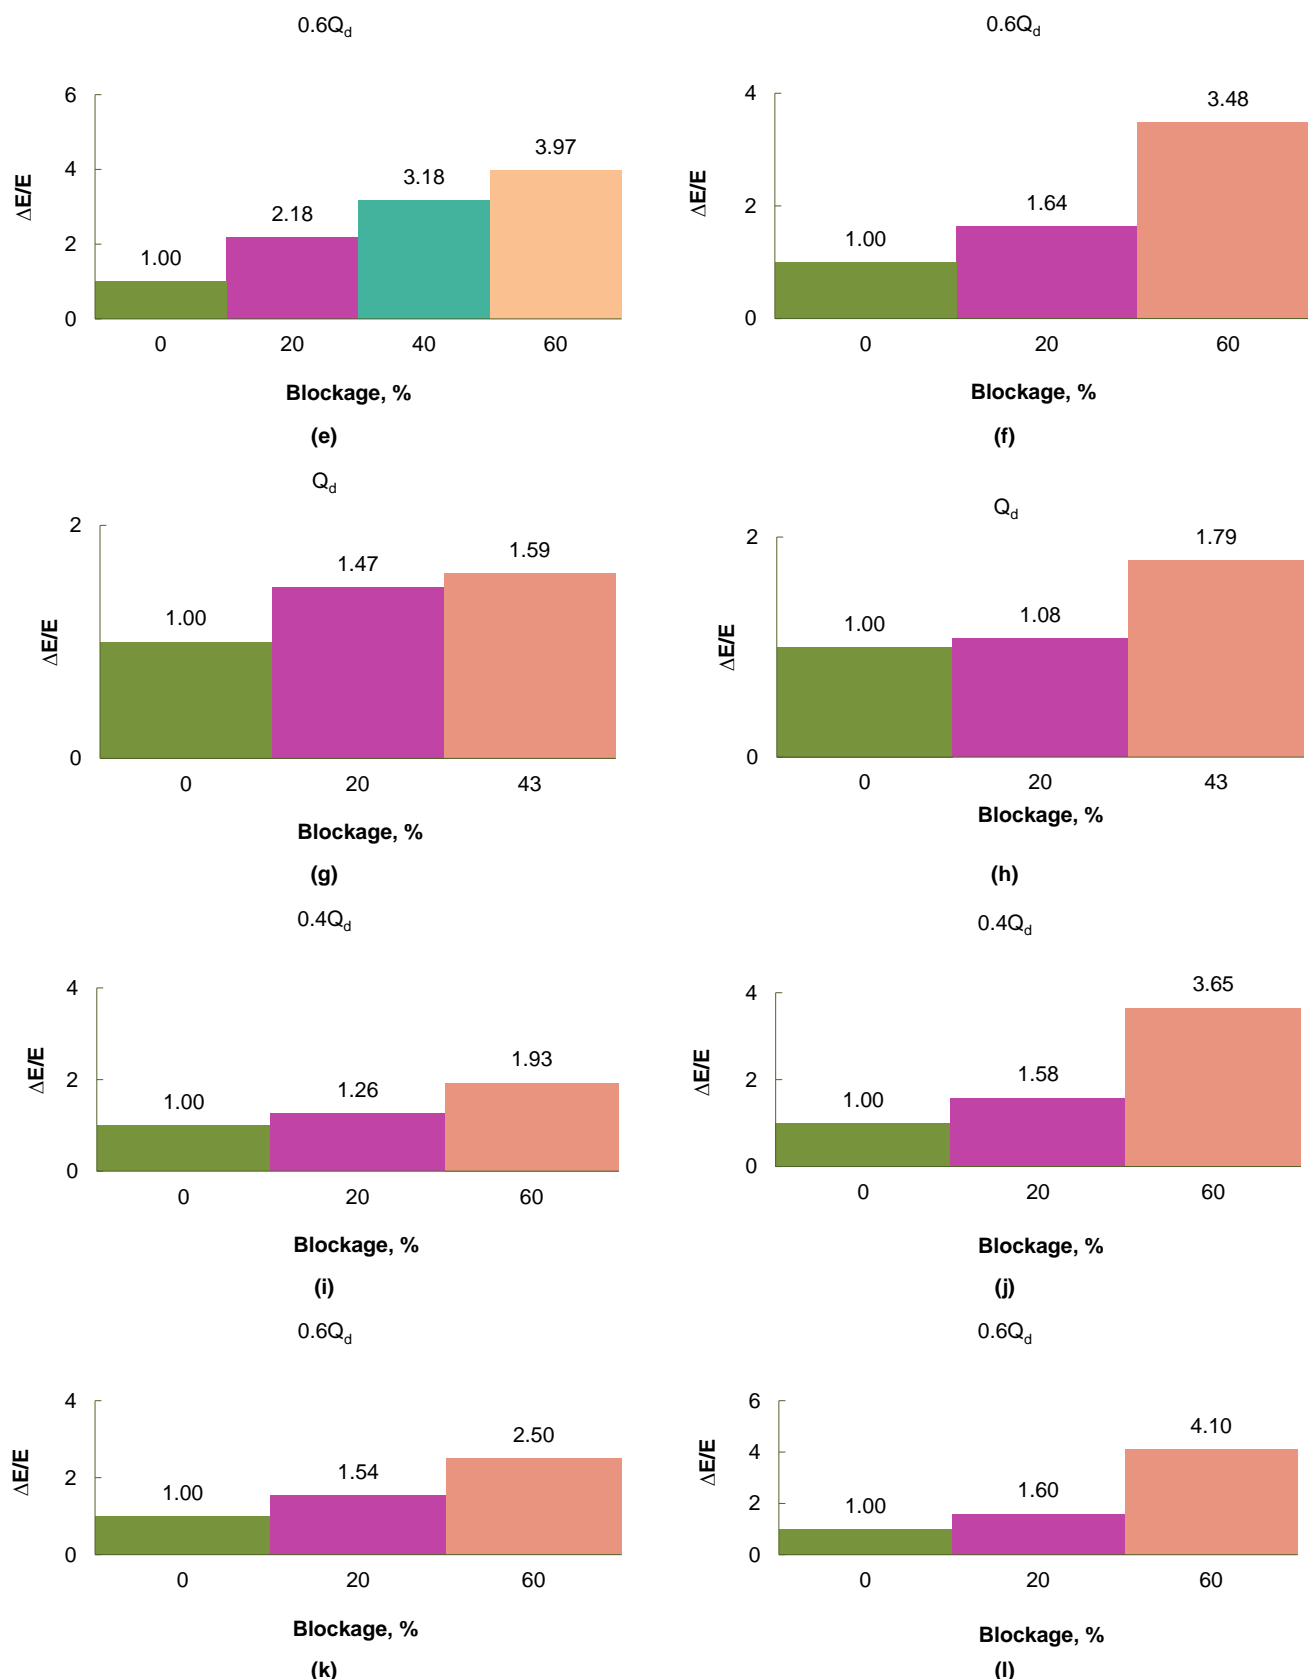 0.6Qd
6
4
2
0
ΔE/E
1.00
2.18
3.18
3.97
0 20 40 60
Blockage, %
(e)
0.6Qd
4
2
0
ΔE/E
1.00
1.64
3.48
0 20 60
Blockage, %
(f)
Qd
2
0
ΔE/E
1.00
1.47
1.59
0 20 43
Blockage, %
(g)
Qd
2
0
ΔE/E
1.00
1.08
1.79
0 20 43
Blockage, %
(h)
0.4Qd
4
2
0
ΔE/E
1.00
1.26
1.93
0 20 60
Blockage, %
(i)
0.4Qd
4
2
0
ΔE/E
1.00
1.58
3.65
0 20 60
Blockage, %
(j)
0.6Qd
4
2
0
ΔE/E
1.00
1.54
2.50
0 20 60
Blockage, %
(k)
0.6Qd
6
4
2
0
ΔE/E
1.00
1.60
4.10
0 20 60
Blockage, %
(l)